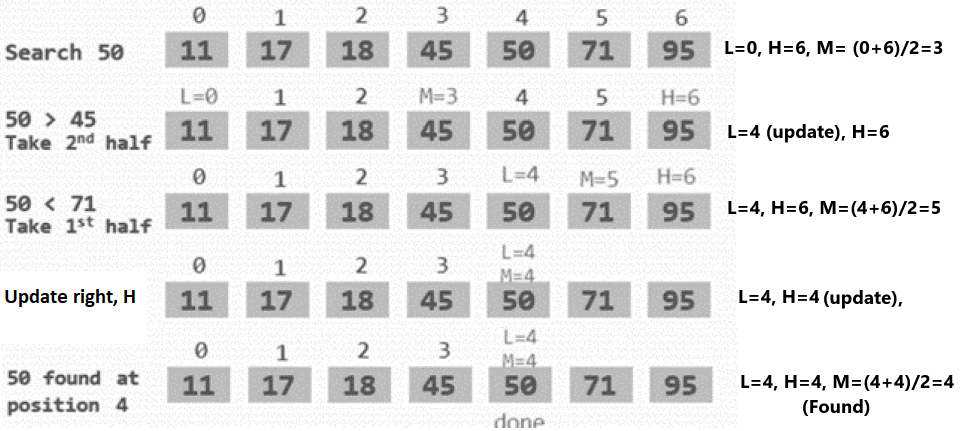 0 1 2 3 4 5 6
Search 50 11 17 18 45 50 71 95 L=0, H=6, M= (0+6)/2=3
L=0 1 2 M=3 4 5 H=6
50 > 45
Take 2nd half 11 17 18 45 50 71 95 L=4 (update), H=6
0 1 2 3 L=4 M=5 H=6
50 < 71
Take 1st half 11 17 18 45 50 71 95 L=4, H=6, M=(4+6)/2=5
L=4
0 1 2 3 M=4
Update right, H 11 17 18 45 50 71 95 L=4, H=4 (update),
L=4
0 1 2 3 M=4
50 found at
position 4 11 17 18 45 50 71 95 L=4, H=4, M=(4+4)/2=4
(Found)
done